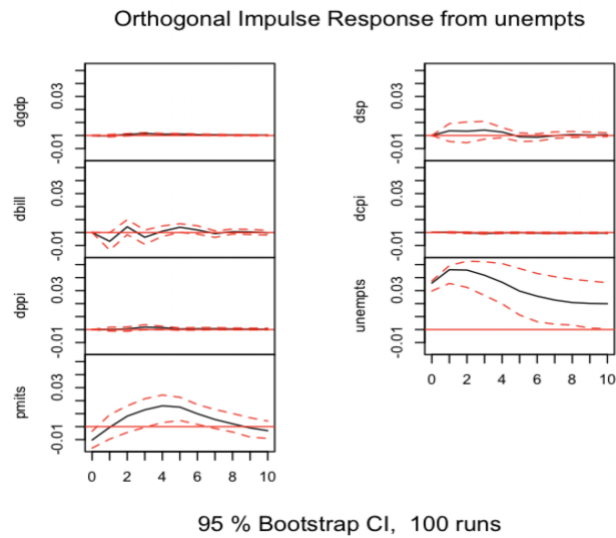 Orthogonal Impulse Response from unempts
dgdp
-0.01 0.03
dbill
-0.01 0.03
dppi
-0.01 0.03
pmits
-0.01 0.03
0 2 4 6 8 10
dsp
-0.01 0.03
dcpi
-0.01 0.03
unempts
-0.01 0.03
0 2 4 6 8 10
95 % Bootstrap CI, 100 runs